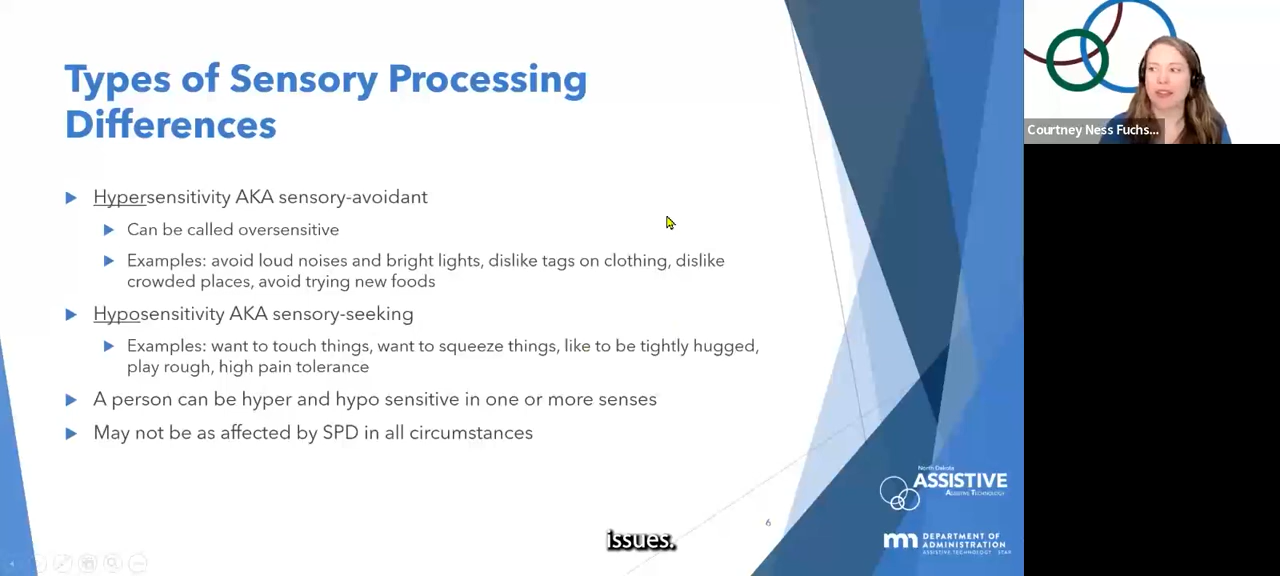 Types of Sensory Processing
Differences
Hypersensitivity AKA sensory-avoidant
Can be called oversensitive
Examples: avoid loud noises and bright lights, dislike tags on clothing, dislike
crowded places, avoid trying new foods
Hyposensitivity AKA sensory-seeking
Examples: want to touch things, want to squeeze things, like to be tightly hugged,
play rough, high pain tolerance
A person can be hyper and hypo sensitive in one or more senses
May not be as affected by SPD in all circumstances
North Dakota
ASSISTIVE
Assistive Technology
6
mn DEPARTMENT OF
ADMINISTRATION
ASSISTIVE TECHNOLOGY STAR
issues.
Courtney Ness Fuchs...